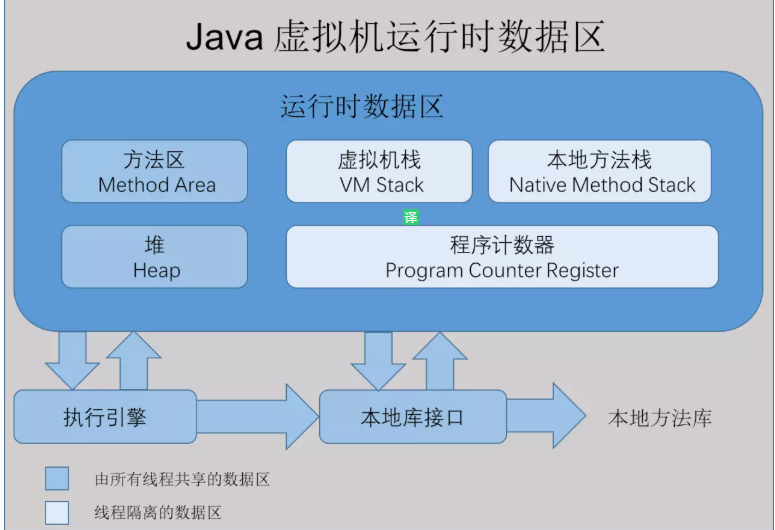 Java 虚拟机运行时数据区
运行时数据区
方法区
Method Area
虚拟机栈
VM Stack
本地方法栈
Native Method Stack
译
堆
Heap
程序计数器
Program Counter Register
执行引擎
本地库接口
本地方法库
由所有线程共享的数据区
线程隔离的数据区